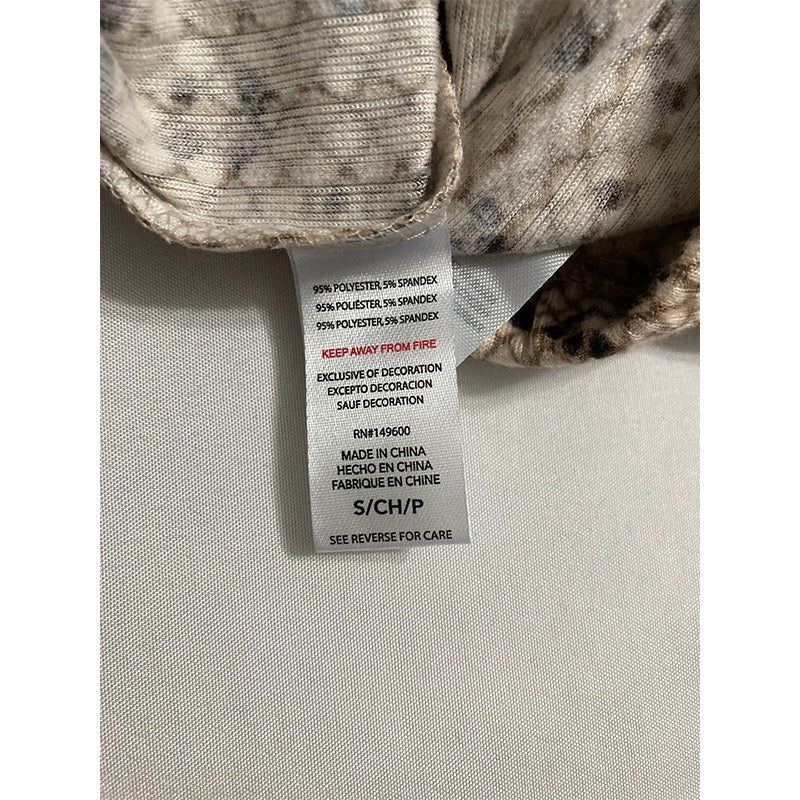 95% POLYESTER, 5% SPANDEX
95% POLIÉSTER, 5% SPANDEX
95% POLYESTER, 5% SPANDEX
KEEP AWAY FROM FIRE
EXCLUSIVE OF DECORATION
EXCEPTO DECORACION
SAUF DECORATION
RN#149600
MADE IN CHINA
HECHO EN CHINA
FABRIQUE EN CHINE
S/CH/P
SEE REVERSE FOR CARE